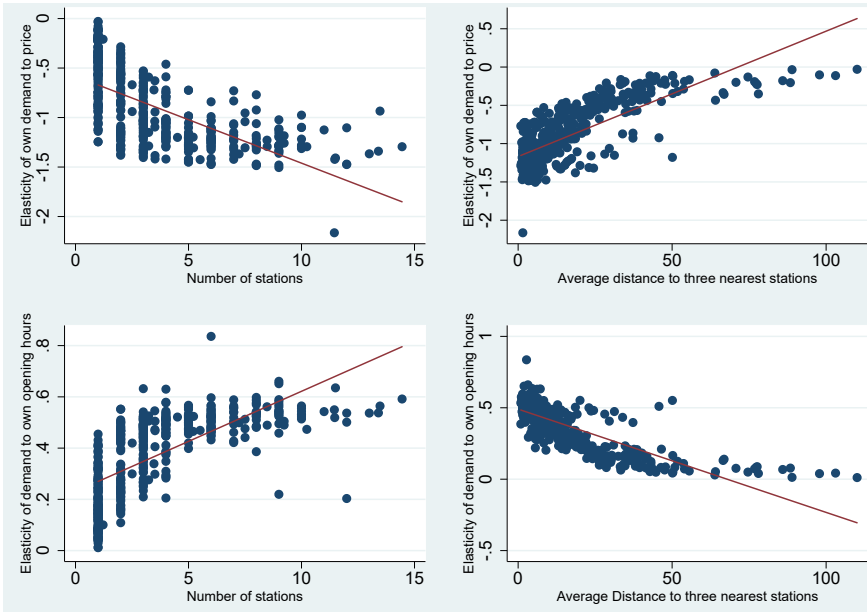 Elasticity of own demand to price
0
-.5
-1
-1.5
-2
0 5 10 15
Number of stations
Elasticity of own demand to price
.5
0
-.5
-1
-1.5
-2
0 50 100
Average distance to three nearest stations
Elasticity of demand to own opening hours
.8
.6
.4
.2
0
0 5 10 15
Number of stations
Elasticity of demand to own opening hours
1
.5
0
-.5
0 50 100
Average Distance to three nearest stations